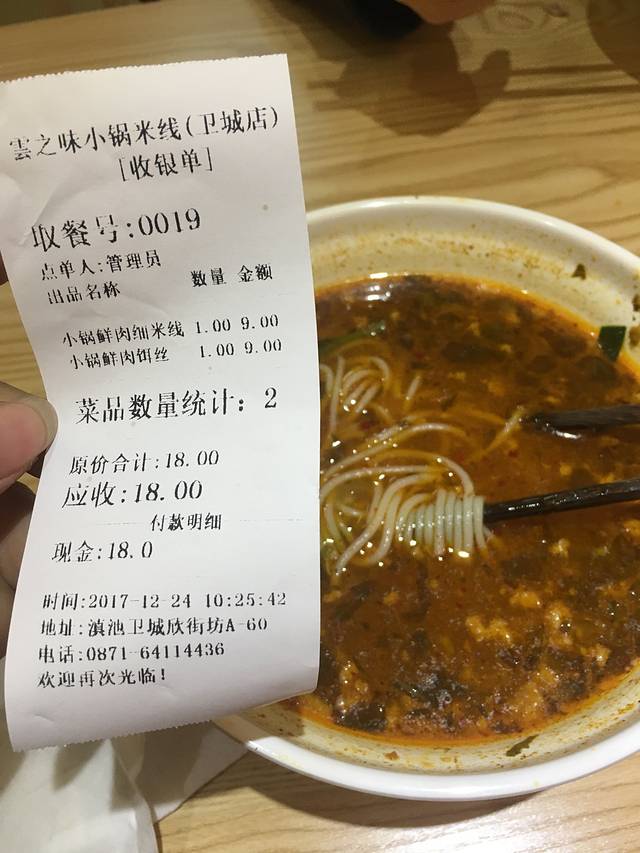 雲之味小锅米线(卫城店)
[收银单]
取餐号:0019
点单人:管理员
出品名称 数量 金额
小锅鲜肉细米线 1.00 9.00
小锅鲜肉饵丝 1.00 9.00
菜品数量统计: 2
原价合计:18.00
应收:18.00
付款明细
现金:18.0
时间:2017-12-24 10:25:42
地址:滇池卫城欣街坊A-60
电话:0871-64114436
欢迎再次光临!